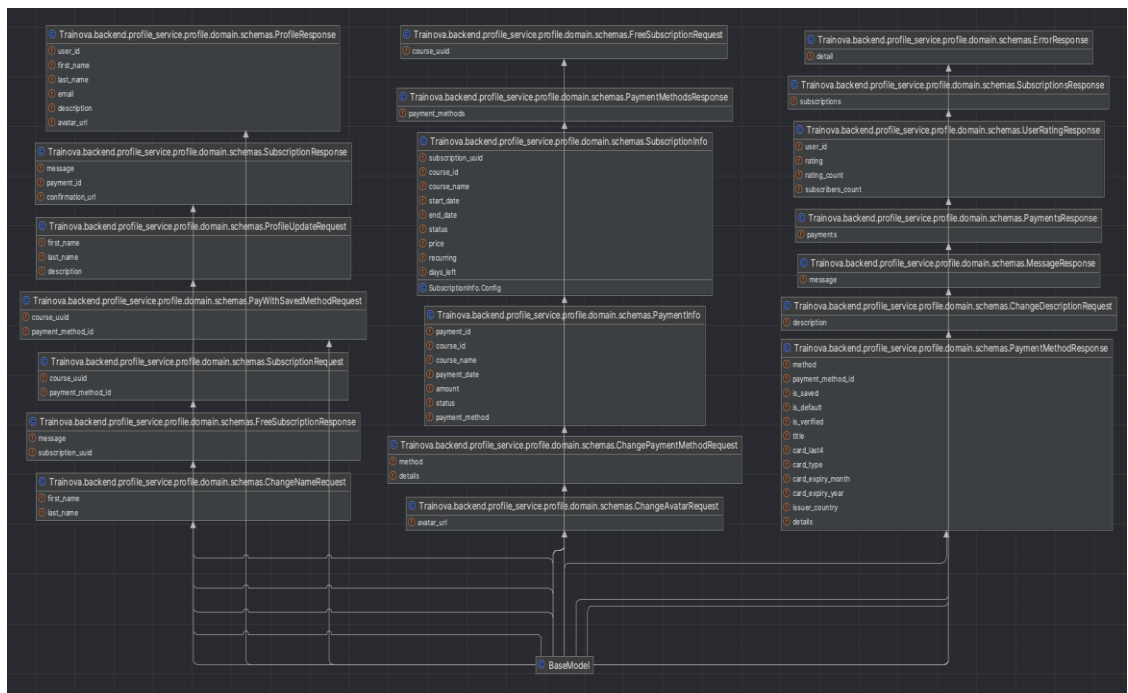 Trainova.backend.profile_service.profile.domain.schemas.ProfileResponse
user_id
first_name
last_name
email
description
avatar_url
Trainova.backend.profile_service.profile.domain.schemas.SubscriptionResponse
message
payment_id
confirmation_url
Trainova.backend.profile_service.profile.domain.schemas.ProfileUpdateRequest
first_name
last_name
description
Trainova.backend.profile_service.profile.domain.schemas.PayWithSavedMethodRequest
course_uuid
payment_method_id
Trainova.backend.profile_service.profile.domain.schemas.SubscriptionRequest
course_uuid
payment_method_id
Trainova.backend.profile_service.profile.domain.schemas.FreeSubscriptionResponse
message
subscription_uuid
Trainova.backend.profile_service.profile.domain.schemas.ChangeNameRequest
first_name
last_name
Trainova.backend.profile_service.profile.domain.schemas.FreeSubscriptionRequest
course_uuid
Trainova.backend.profile_service.profile.domain.schemas.PaymentMethodsResponse
payment_methods
Trainova.backend.profile_service.profile.domain.schemas.SubscriptionInfo
subscription_uuid
course_id
course_name
start_date
end_date
status
price
recurring
days_left
SubscriptionInfo.Config
Trainova.backend.profile_service.profile.domain.schemas.PaymentInfo
payment_id
course_id
course_name
payment_date
amount
status
payment_method
Trainova.backend.profile_service.profile.domain.schemas.ChangePaymentMethodRequest
method
details
Trainova.backend.profile_service.profile.domain.schemas.ChangeAvatarRequest
avatar_url
Trainova.backend.profile_service.profile.domain.schemas.ErrorResponse
detail
Trainova.backend.profile_service.profile.domain.schemas.SubscriptionsResponse
subscriptions
Trainova.backend.profile_service.profile.domain.schemas.UserRatingResponse
user_id
rating
rating_count
subscribers_count
Trainova.backend.profile_service.profile.domain.schemas.PaymentsResponse
payments
Trainova.backend.profile_service.profile.domain.schemas.MessageResponse
message
Trainova.backend.profile_service.profile.domain.schemas.ChangeDescriptionRequest
description
Trainova.backend.profile_service.profile.domain.schemas.PaymentMethodResponse
method
payment_method_id
is_saved
is_default
is_verified
title
card_last4
card_type
card_expiry_month
card_expiry_year
issuer_country
details
BaseModel